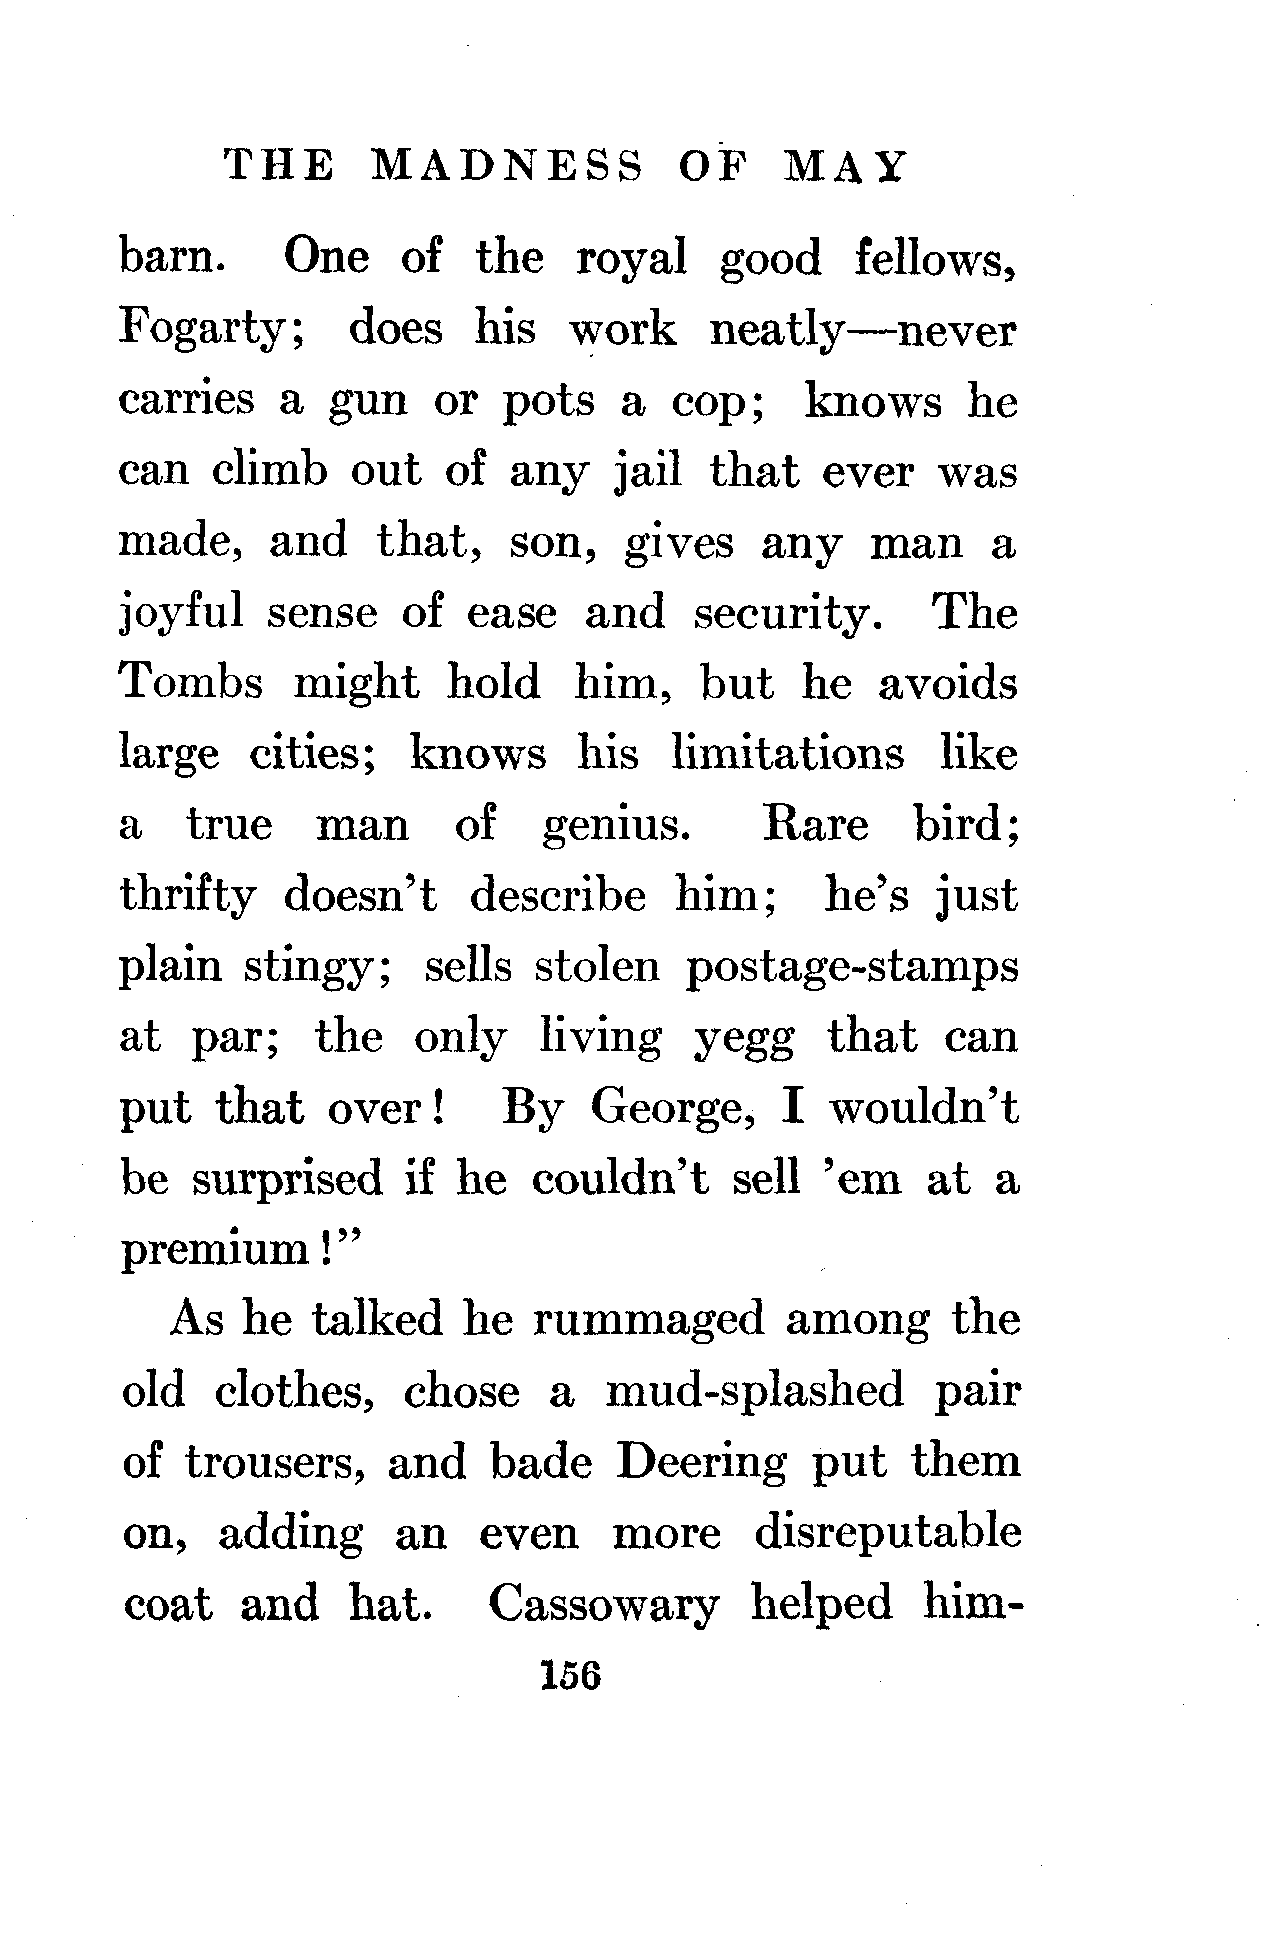 THE MADNESS OF MAY
barn. One of the royal good fellows,
Fogarty; does his work neatly—never
carries a gun or pots a cop; knows he
can climb out of any jail that ever was
made, and that, son, gives any man a
joyful sense of ease and security. The
Tombs might hold him, but he avoids
large cities; knows his limitations like
a true man of genius. Rare bird;
thrifty doesn't describe him; he's just
plain stingy; sells stolen postage-stamps
at par; the only living yegg that can
put that over! By George, I wouldn't
be surprised if he couldn't sell 'em at a
premium!"
As he talked he rummaged among the
old clothes, chose a mud-splashed pair
of trousers, and bade Deering put them
on, adding an even more disreputable
coat and hat. Cassowary helped him-
156